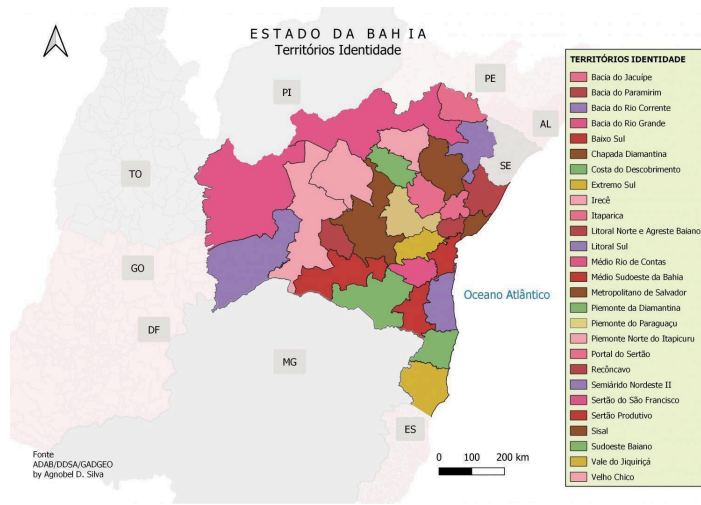 ESTADO DA BAHIA
Territórios Identidade
PI
PE
AL
SE
TO
GO
DF
MG
ES
Oceano Atlântico
0 100 200 km
Fonte
ADAB/DDSA/GADGEO
by Agnobel D. Silva
TERRITÓRIOS IDENTIDADE
Bacia do Jacuípe
Bacia do Paramirim
Bacia do Rio Corrente
Bacia do Rio Grande
Baixo Sul
Chapada Diamantina
Costa do Descobrimento
Extremo Sul
Irecê
Itaparica
Litoral Norte e Agreste Baiano
Litoral Sul
Médio Rio de Contas
Médio Sudoeste da Bahia
Metropolitano de Salvador
Piemonte da Diamantina
Piemonte do Paraguaçu
Piemonte Norte do Itapicuru
Portal do Sertão
Recôncavo
Semiárido Nordeste II
Sertão do São Francisco
Sertão Produtivo
Sisal
Sudoeste Baiano
Vale do Jiquiriçá
Velho Chico